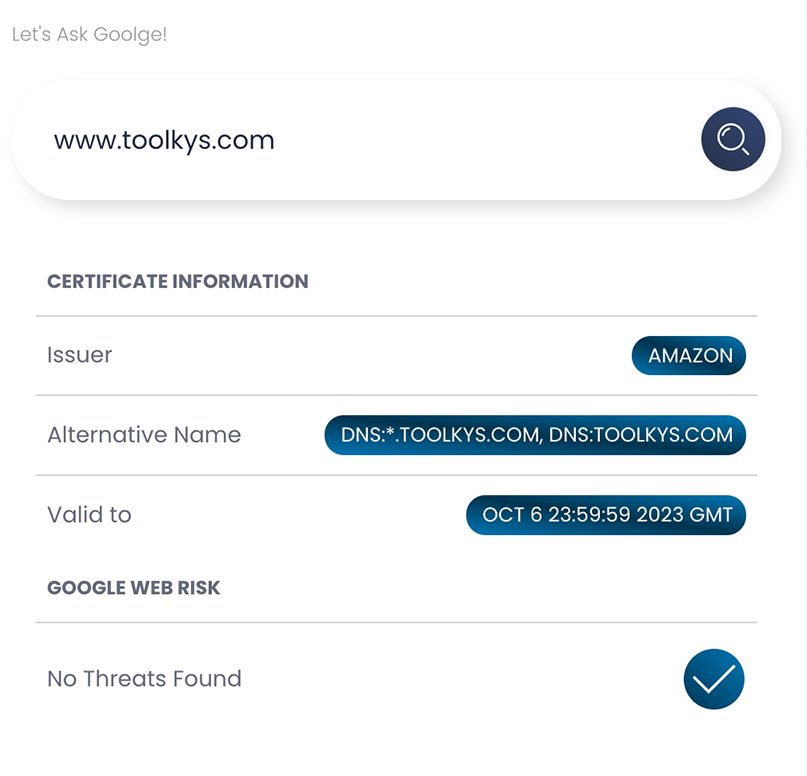 Let's Ask Goolge!
www.toolkys.com
CERTIFICATE INFORMATION
Issuer AMAZON
Alternative Name DNS:*.TOOLKYS.COM, DNS:TOOLKYS.COM
Valid to OCT 6 23:59:59 2023 GMT
GOOGLE WEB RISK
No Threats Found